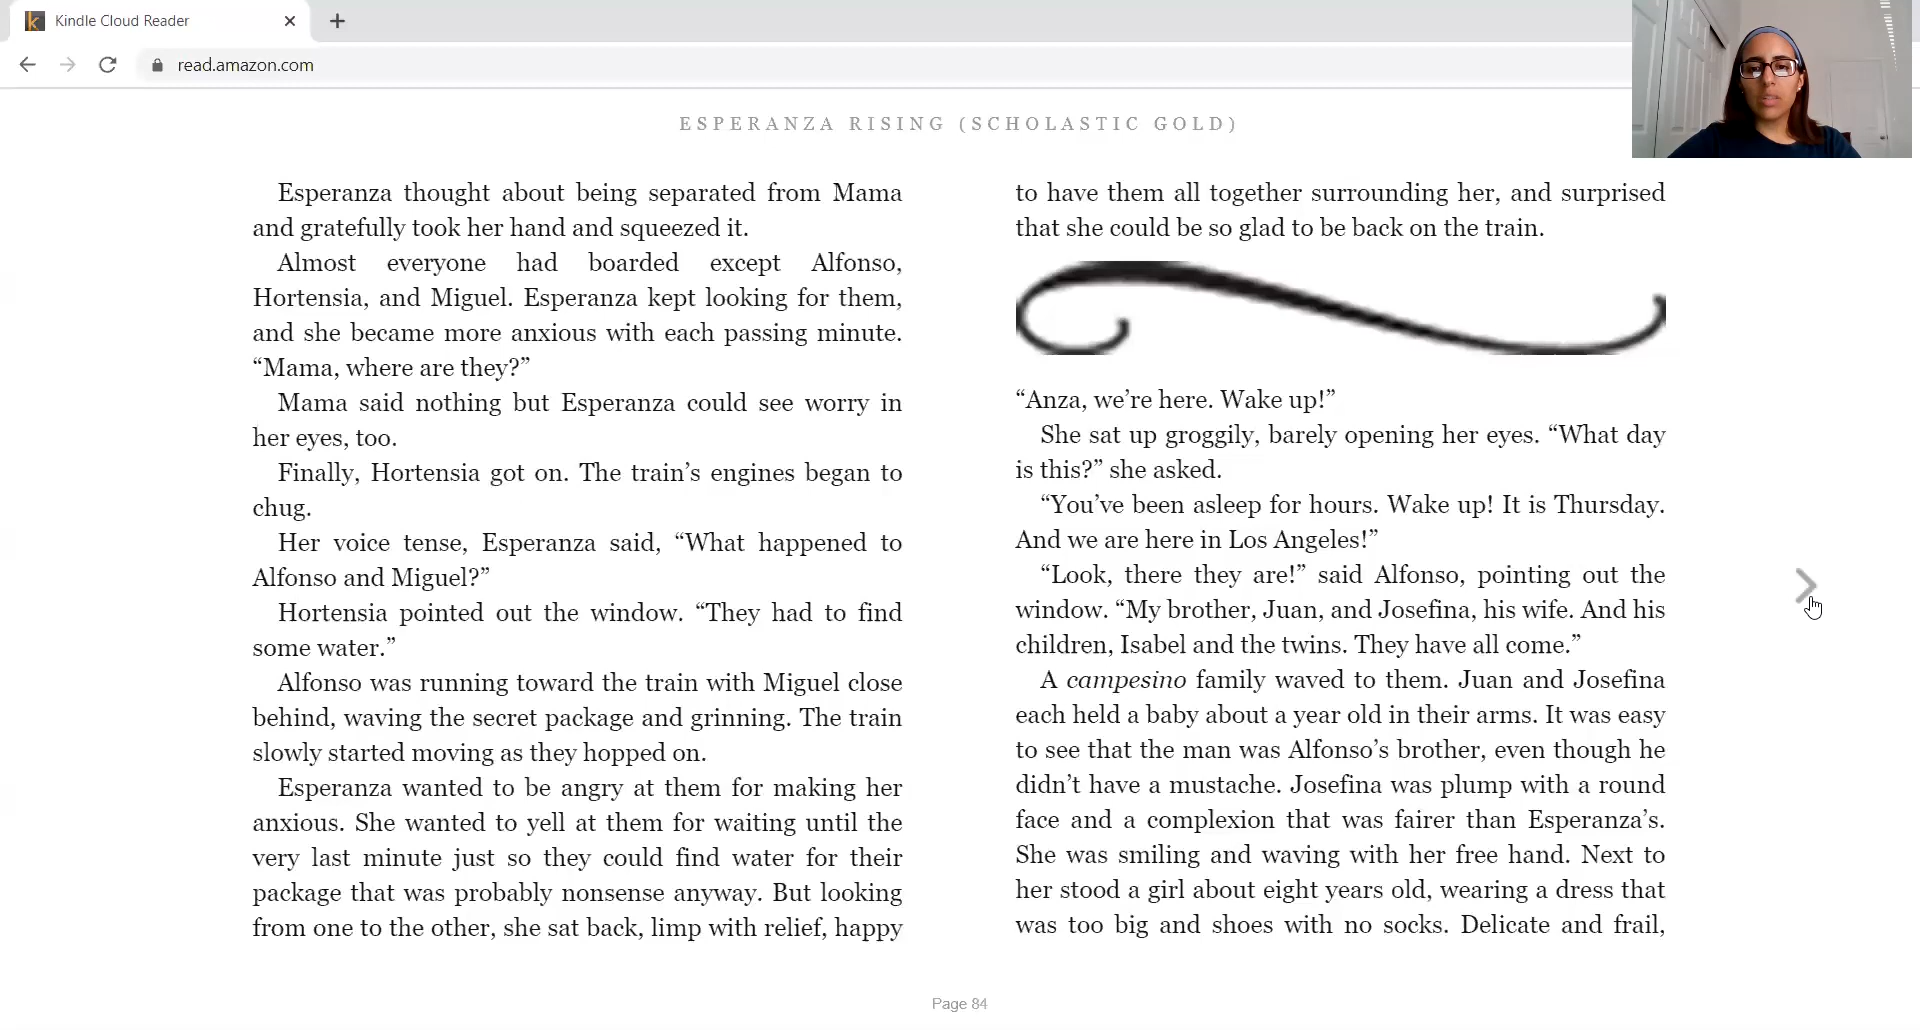 Kindle Cloud Reader
read.amazon.com
ESPERANZA RISING (SCHOLASTIC GOLD)
Esperanza thought about being separated from Mama
and gratefully took her hand and squeezed it.
Almost everyone had boarded except Alfonso,
Hortensia, and Miguel. Esperanza kept looking for them,
and she became more anxious with each passing minute.
“Mama, where are they?”
Mama said nothing but Esperanza could see worry in
her eyes, too.
Finally, Hortensia got on. The train’s engines began to
chug.
Her voice tense, Esperanza said, “What happened to
Alfonso and Miguel?”
Hortensia pointed out the window. “They had to find
some water.”
Alfonso was running toward the train with Miguel close
behind, waving the secret package and grinning. The train
slowly started moving as they hopped on.
Esperanza wanted to be angry at them for making her
anxious. She wanted to yell at them for waiting until the
very last minute just so they could find water for their
package that was probably nonsense anyway. But looking
from one to the other, she sat back, limp with relief, happy
to have them all together surrounding her, and surprised
that she could be so glad to be back on the train.
“Anza, we’re here. Wake up!”
She sat up groggily, barely opening her eyes. “What day
is this?” she asked.
“You’ve been asleep for hours. Wake up! It is Thursday.
And we are here in Los Angeles!”
“Look, there they are!” said Alfonso, pointing out the
window. “My brother, Juan, and Josefina, his wife. And his
children, Isabel and the twins. They have all come.”
A campesino family waved to them. Juan and Josefina
each held a baby about a year old in their arms. It was easy
to see that the man was Alfonso’s brother, even though he
didn’t have a mustache. Josefina was plump with a round
face and a complexion that was fairer than Esperanza’s.
She was smiling and waving with her free hand. Next to
her stood a girl about eight years old, wearing a dress that
was too big and shoes with no socks. Delicate and frail,
Page 84